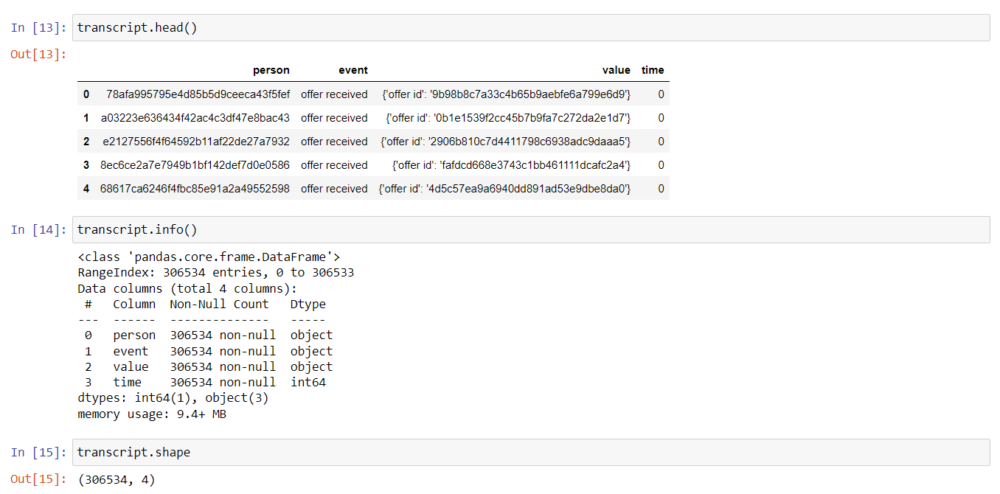 In [13]: transcript.head()
Out[13]:
person event value time
0 78afa995795e4d85b5d9ceeca43f5fef offer received {'offer id': '9b98b8c7a33c4b65b9aebfe6a799e6d9'} 0
1 a03223e636434f42ac4c3df47e8bac43 offer received {'offer id': '0b1e1539f2cc45b7b9fa7c272da2e1d7'} 0
2 e2127556f4f64592b11af22de27a7932 offer received {'offer id': '2906b810c7d4411798c6938adc9daaa5'} 0
3 8ec6ce2a7e7949b1bf142def7d0e0586 offer received {'offer id': 'fafdcd668e3743c1bb461111dcafc2a4'} 0
4 68617ca6246f4fbc85e91a2a49552598 offer received {'offer id': '4d5c57ea9a6940dd891ad53e9dbe8da0'} 0
In [14]: transcript.info()
<class 'pandas.core.frame.DataFrame'>
RangeIndex: 306534 entries, 0 to 306533
Data columns (total 4 columns):
 #   Column  Non-Null Count   Dtype
---  ------  --------------   -----
 0   person  306534 non-null  object
 1   event   306534 non-null  object
 2   value   306534 non-null  object
 3   time    306534 non-null  int64
dtypes: int64(1), object(3)
memory usage: 9.4+ MB
In [15]: transcript.shape
Out[15]: (306534, 4)